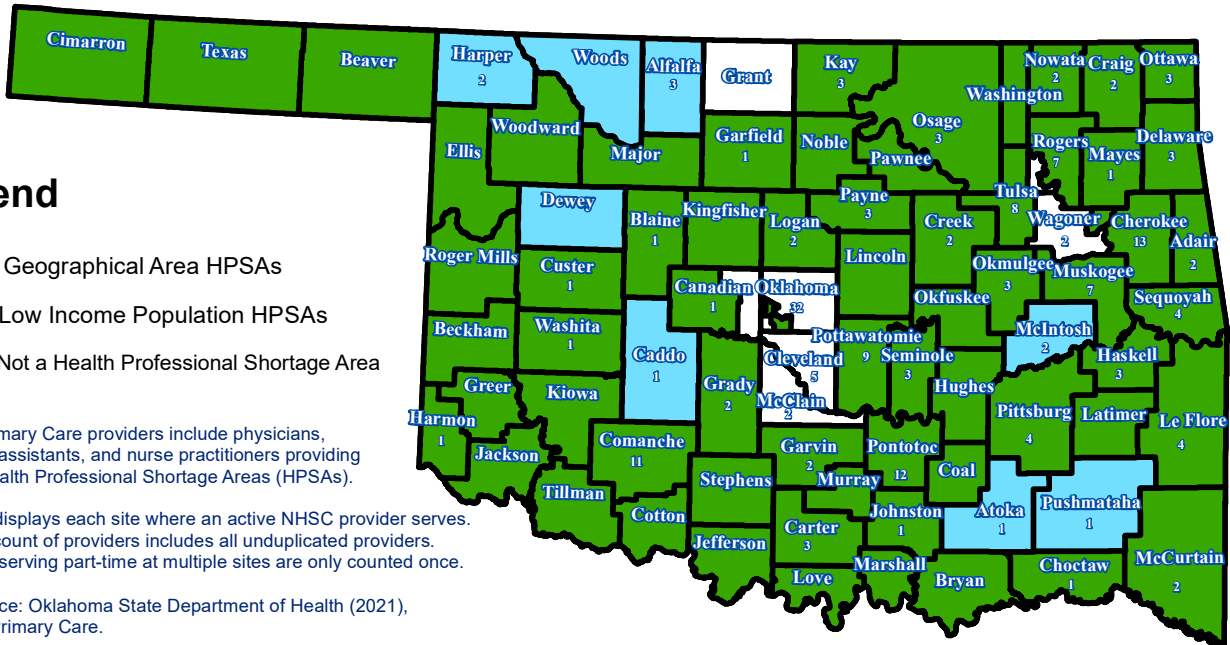 Cimarron
Texas
Beaver
Harper
2
Woods
Alfalfa
3
Grant
Kay
3
Nowata
2
Craig
2
Ottawa
3
Washington
Osage
3
Woodward
Ellis
Major
Garfield
1
Noble
Pawnee
Rogers
7
Mayes
1
Delaware
3
end
Dewey
Blaine
1
Kingfisher
Logan
2
Payne
3
Creek
2
Tulsa
8
Wagoner
2
Cherokee
13
Adair
2
Geographical Area HPSAs
Roger Mills
Custer
1
Canadian
1
Oklahoma
32
Lincoln
Okmulgee
3
Muskogee
7
Okfuskee
Sequoyah
4
Low Income Population HPSAs
Beckham
Washita
1
Caddo
1
Pottawatomie
9
Cleveland
5
Seminole
3
McIntosh
2
Haskell
3
Not a Health Professional Shortage Area
Greer
Kiowa
Grady
2
McClain
2
Hughes
Pittsburg
4
Latimer
Le Flore
4
Harmon
1
mary Care providers include physicians,
assistants, and nurse practitioners providing
alth Professional Shortage Areas (HPSAs).
Jackson
Comanche
11
Garvin
2
Pontotoc
12
Coal
Tillman
Stephens
Murray
Cotton
Carter
3
Johnston
1
Atoka
1
Pushmataha
1
displays each site where an active NHSC provider serves.
count of providers includes all unduplicated providers.
serving part-time at multiple sites are only counted once.
Jefferson
Love
Marshall
Bryan
Choctaw
1
McCurtain
2
ce: Oklahoma State Department of Health (2021),
Primary Care.